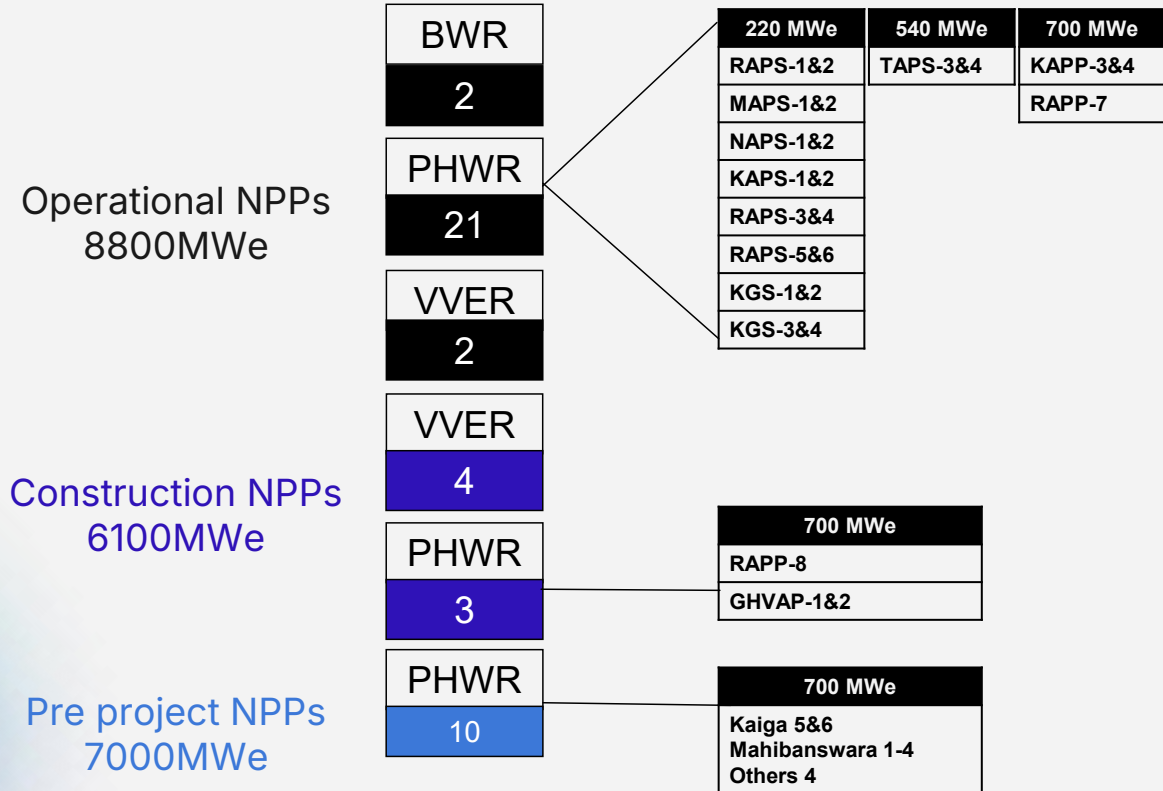 Operational NPPs
8800MWe
BWR
2
PHWR
21
VVER
2
220 MWe
RAPS-1&2
MAPS-1&2
NAPS-1&2
KAPS-1&2
RAPS-3&4
RAPS-5&6
KGS-1&2
KGS-3&4
540 MWe
TAPS-3&4
700 MWe
KAPP-3&4
RAPP-7
Construction NPPs
6100MWe
VVER
4
PHWR
3
700 MWe
RAPP-8
GHVAP-1&2
Pre project NPPs
7000MWe
PHWR
10
700 MWe
Kaiga 5&6
Mahibanswara 1-4
Others 4